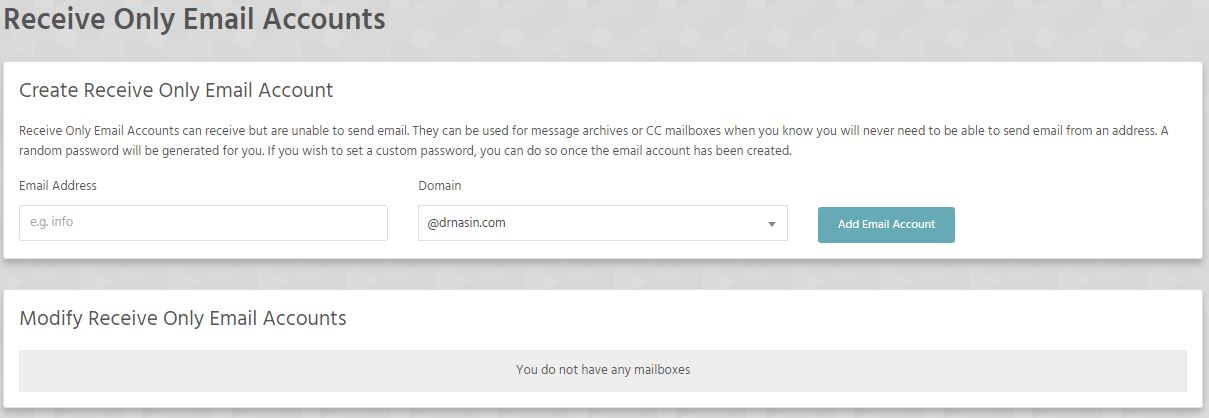 Receive Only Email Accounts
Create Receive Only Email Account
Receive Only Email Accounts can receive but are unable to send email. They can be used for message archives or CC mailboxes when you know you will never need to be able to send email from an address. A
random password will be generated for you. If you wish to set a custom password, you can do so once the email account has been created.
Email Address
Domain
e.g. info
@drnasin.com
Add Email Account
Modify Receive Only Email Accounts
You do not have any mailboxes